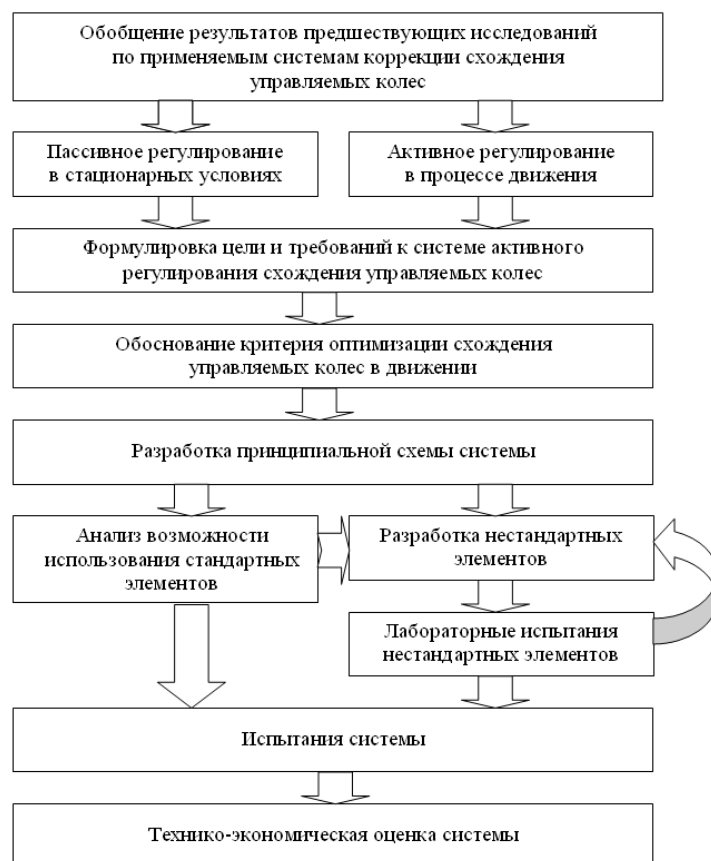 Обобщение результатов предшествующих исследований
по применяемым системам коррекции схождения
управляемых колес
Пассивное регулирование
в стационарных условиях
Активное регулирование
в процессе движения
Формулировка цели и требований к системе активного
регулирования схождения управляемых колес
Обоснование критерия оптимизации схождения
управляемых колес в движении
Разработка принципиальной схемы системы
Анализ возможности
использования стандартных
элементов
Разработка нестандартных
элементов
Лабораторные испытания
нестандартных элементов
Испытания системы
Технико-экономическая оценка системы